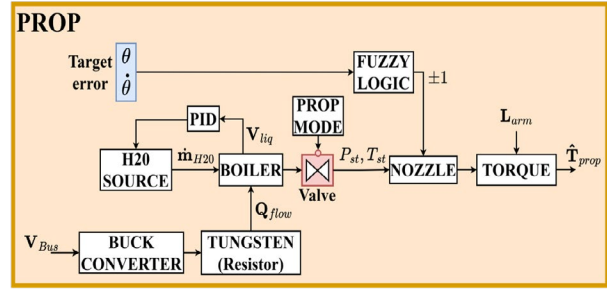 PROP
Target
error
θ
θ̇
FUZZY
LOGIC
±1
PROP
MODE
PID
V_liq
L_arm
H20
SOURCE
ṁ_H20
BOILER
Valve
P_st, T_st
NOZZLE
TORQUE
T̂_prop
Q_flow
V_Bus
BUCK
CONVERTER
TUNGSTEN
(Resistor)